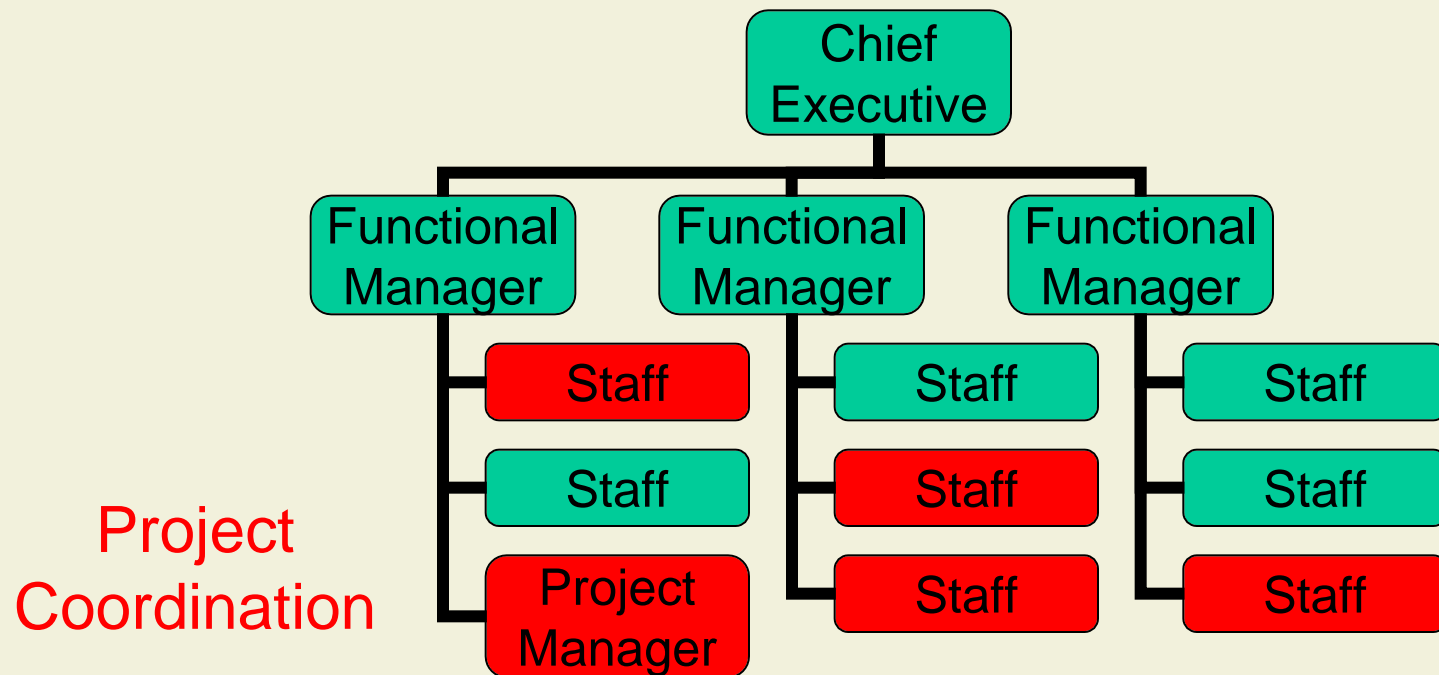 Chief
Executive
Functional
Manager
Functional
Manager
Functional
Manager
Staff
Staff
Staff
Staff
Staff
Staff
Project
Coordination
Project
Manager
Staff
Staff